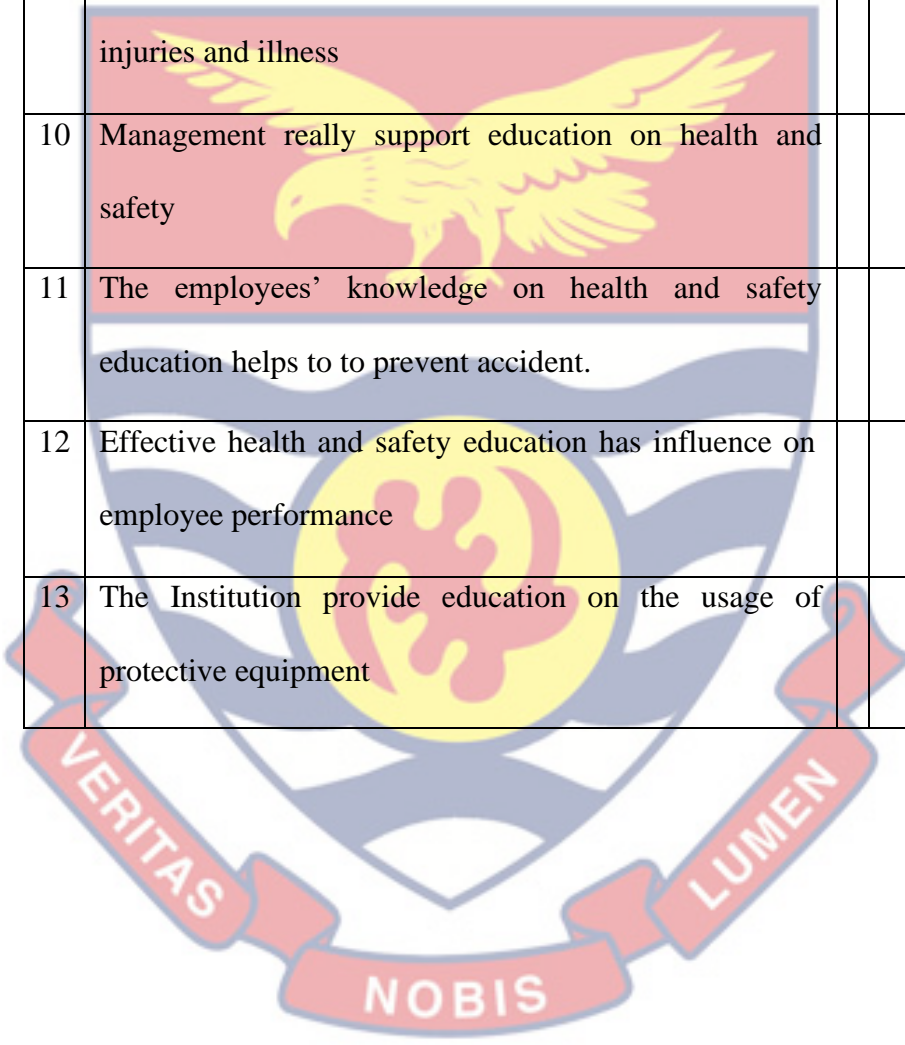 injuries and illness
10 Management really support education on health and
safety
11 The employees’ knowledge on health and safety
education helps to to prevent accident.
12 Effective health and safety education has influence on
employee performance
13 The Institution provide education on the usage of
protective equipment
VERITAS
NOBIS
LUMEN